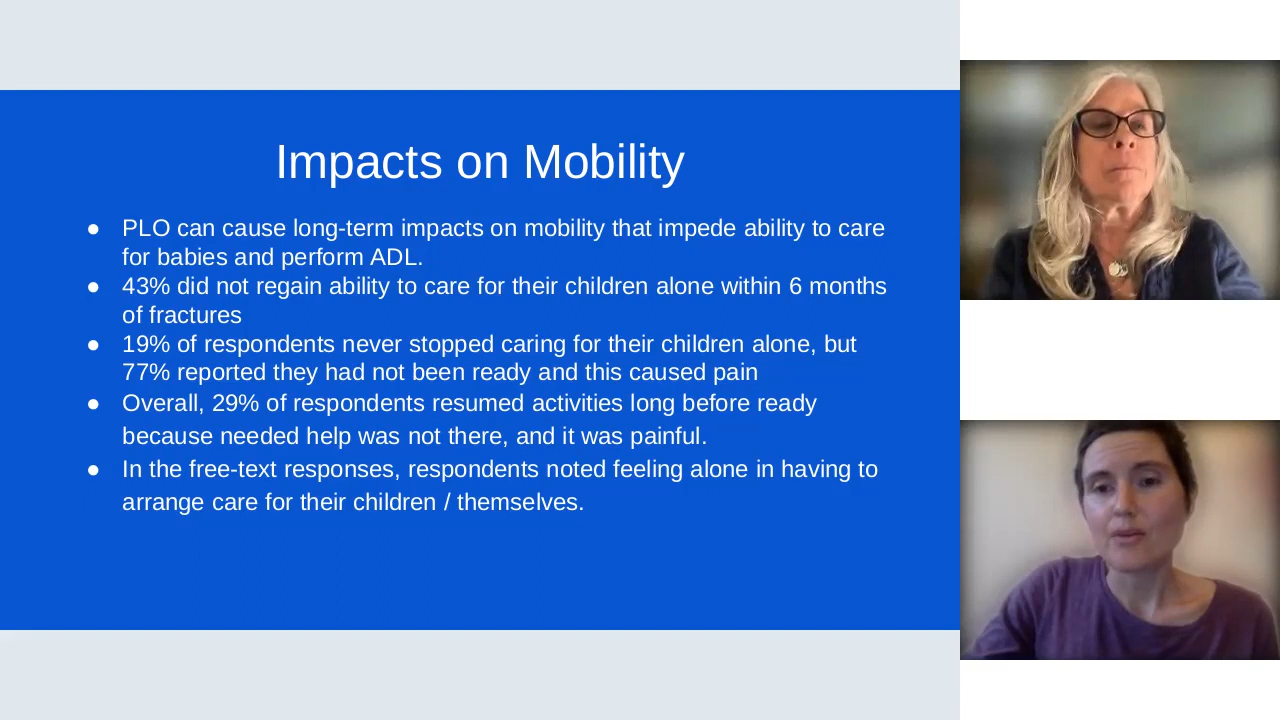 Impacts on Mobility
● PLO can cause long-term impacts on mobility that impede ability to care
for babies and perform ADL.
● 43% did not regain ability to care for their children alone within 6 months
of fractures
● 19% of respondents never stopped caring for their children alone, but
77% reported they had not been ready and this caused pain
● Overall, 29% of respondents resumed activities long before ready
because needed help was not there, and it was painful.
● In the free-text responses, respondents noted feeling alone in having to
arrange care for their children / themselves.